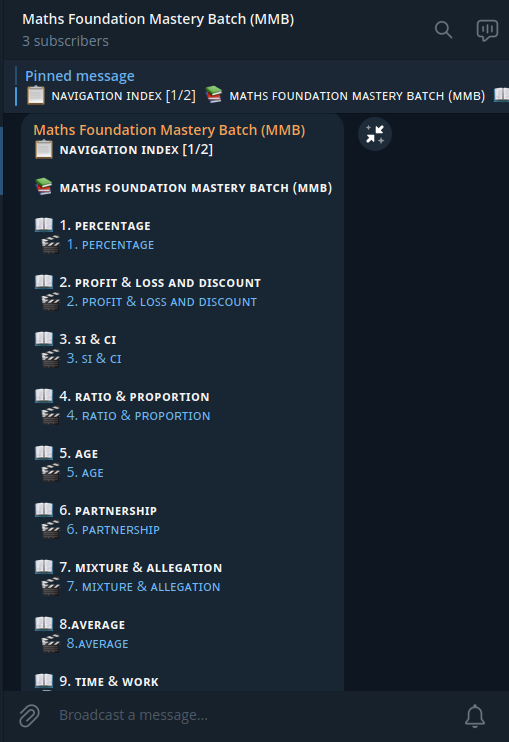 Maths Foundation Mastery Batch (MMB)
3 subscribers
Pinned message
NAVIGATION INDEX [1/2] MATHS FOUNDATION MASTERY BATCH (MMB)
Maths Foundation Mastery Batch (MMB)
NAVIGATION INDEX [1/2]
MATHS FOUNDATION MASTERY BATCH (MMB)
1. PERCENTAGE
1. PERCENTAGE
2. PROFIT & LOSS AND DISCOUNT
2. PROFIT & LOSS AND DISCOUNT
3. SI & CI
3. SI & CI
4. RATIO & PROPORTION
4. RATIO & PROPORTION
5. AGE
5. AGE
6. PARTNERSHIP
6. PARTNERSHIP
7. MIXTURE & ALLEGATION
7. MIXTURE & ALLEGATION
8.AVERAGE
8.AVERAGE
9. TIME & WORK
Broadcast a message...